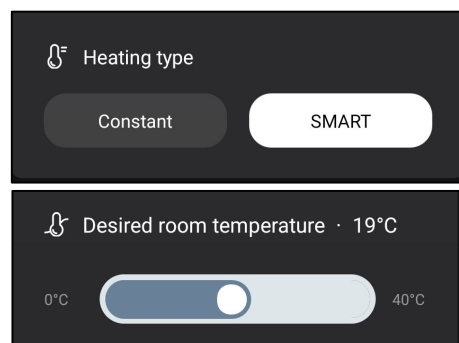 Heating type
Constant SMART
Desired room temperature · 19°C
0°C 40°C